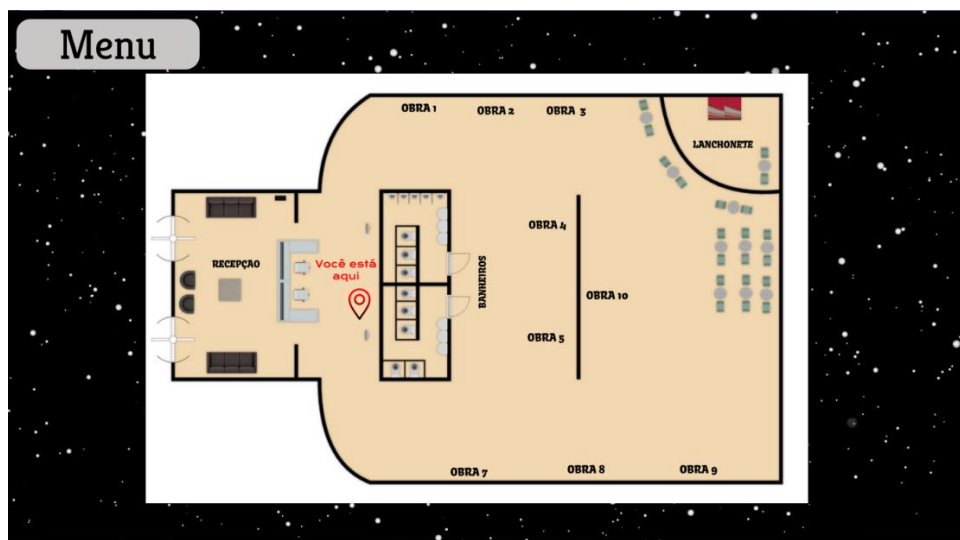 Menu
OBRA 1
OBRA 2
OBRA 3
LANCHONETE
OBRA 4
RECEPÇÃO
Você está
aqui
BANHEIROS
OBRA 10
OBRA 5
OBRA 7
OBRA 8
OBRA 9